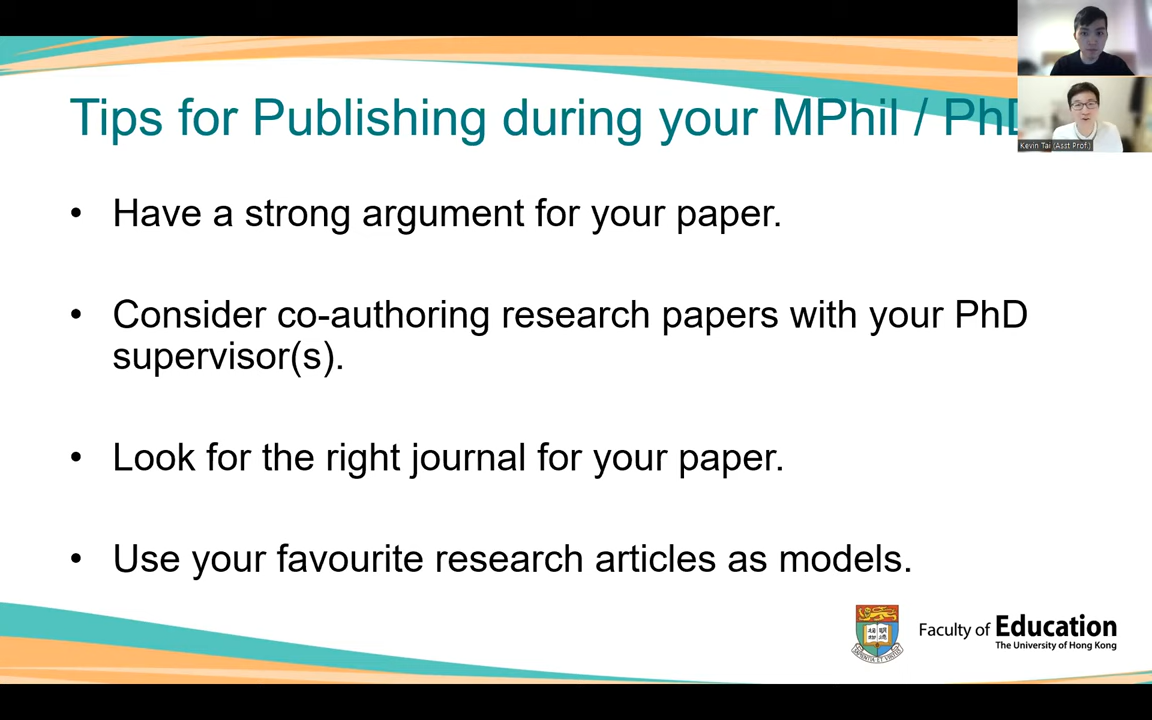 Tips for Publishing during your MPhil / PhD
Kevin Tai (Asst Prof.)
• Have a strong argument for your paper.
• Consider co-authoring research papers with your PhD
supervisor(s).
• Look for the right journal for your paper.
• Use your favourite research articles as models.
Faculty of Education
The University of Hong Kong